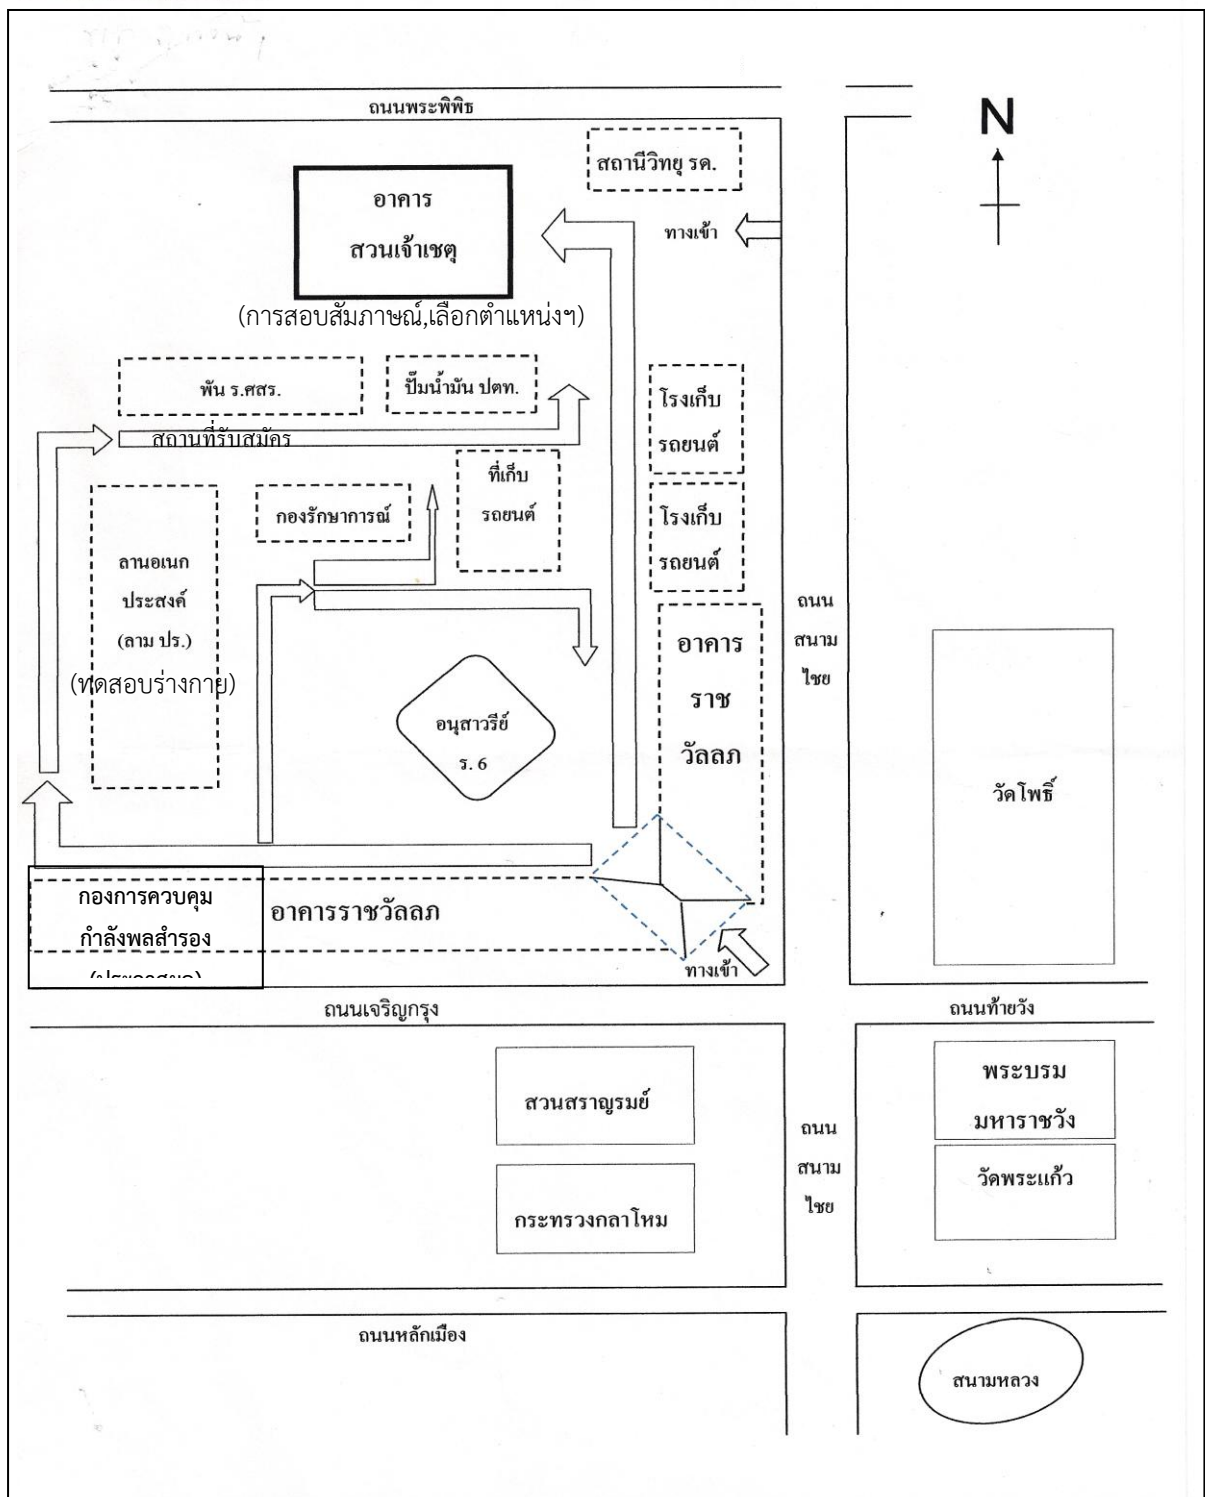 ถนนพระพิพิธ
N
สถานีวิทยุ รด.
อาคาร
สวนเจ้าเชตุ
ทางเข้า
(การสอบสัมภาษณ์,เลือกตำแหน่งฯ)
พัน ร.ศสร.
ปั๊มน้ำมัน ปตท.
โรงเก็บ
รถยนต์
สถานที่รับสมัคร
ที่เก็บ
รถยนต์
กองรักษาการณ์
โรงเก็บ
รถยนต์
ลานอเนก
ประสงค์
(ลาม ปร.)
(ทดสอบร่างกาย)
ถนน
สนาม
ไชย
อาคาร
ราช
วัลลภ
อนุสาวรีย์
ร. 6
วัดโพธิ์
กองการควบคุม
กำลังพลสำรอง
อาคารราชวัลลภ
ทางเข้า
ถนนเจริญกรุง
ถนนท้ายวัง
สวนสราญรมย์
พระบรม
มหาราชวัง
ถนน
สนาม
ไชย
วัดพระแก้ว
กระทรวงกลาโหม
ถนนหลักเมือง
สนามหลวง